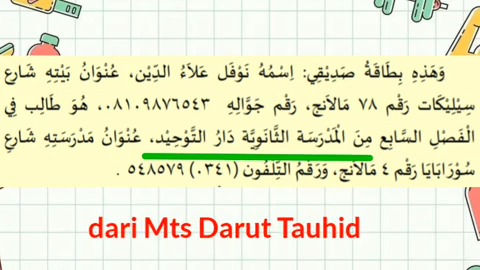 وَهَذِهِ بِطَاقَةُ صَدِيْقِيْ: اِسْمُهُ نَوْفَل عَلَاءُ الدِّيْن، عُنْوَانُ بَيْتِهِ شَارِع
سِيْلِيْكَات رَقْم ٧٨ مَالَانج، رَقْم جَوَّالِهِ ٠٨١٠٩٨٧٦٥٤٣، هُوَ طَالِب فِي
الْفَصْلِ السَّابِع مِنَ الْمَدْرَسَة الثَّانَوِيَّة دَارُ التَّوْحِيْد، عُنْوَان مَدْرَسَتِهِ شَارِع
سُوْرَابَايَا رَقْم ٤ مَالَانج، وَرَقْمُ التِّلِفُون (٠٣٤١) ٥٤٨٥٧٩ .
dari Mts Darut Tauhid